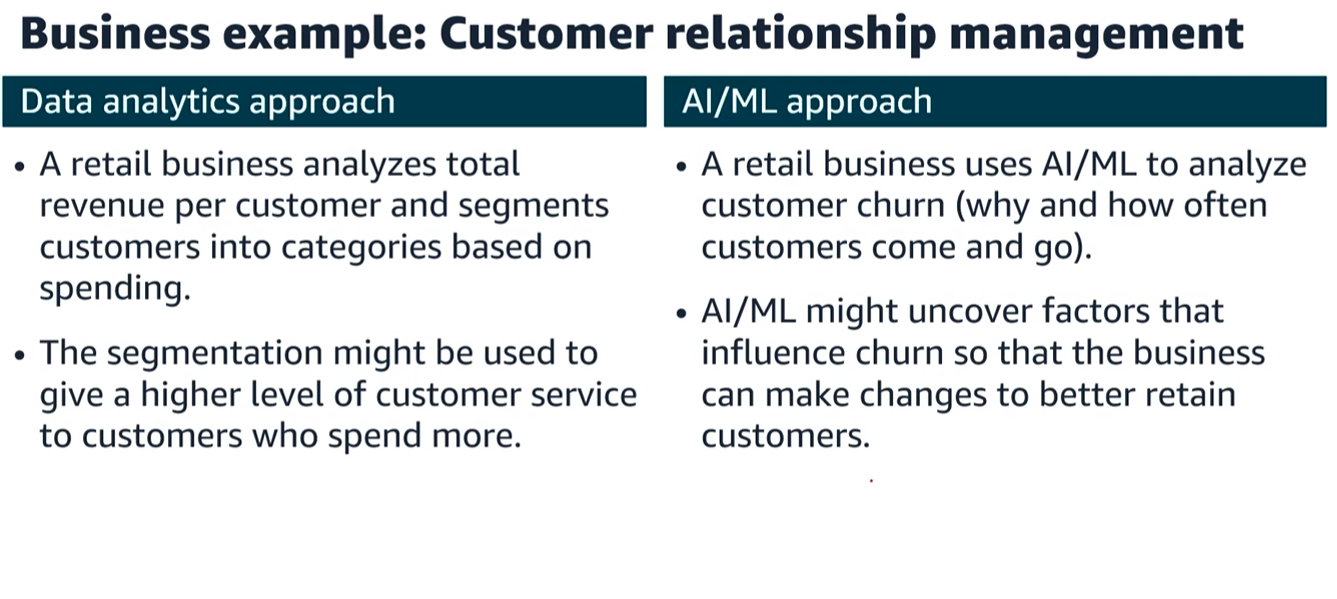 Business example: Customer relationship management
Data analytics approach
• A retail business analyzes total
revenue per customer and segments
customers into categories based on
spending.
• The segmentation might be used to
give a higher level of customer service
to customers who spend more.
AI/ML approach
• A retail business uses AI/ML to analyze
customer churn (why and how often
customers come and go).
• AI/ML might uncover factors that
influence churn so that the business
can make changes to better retain
customers.